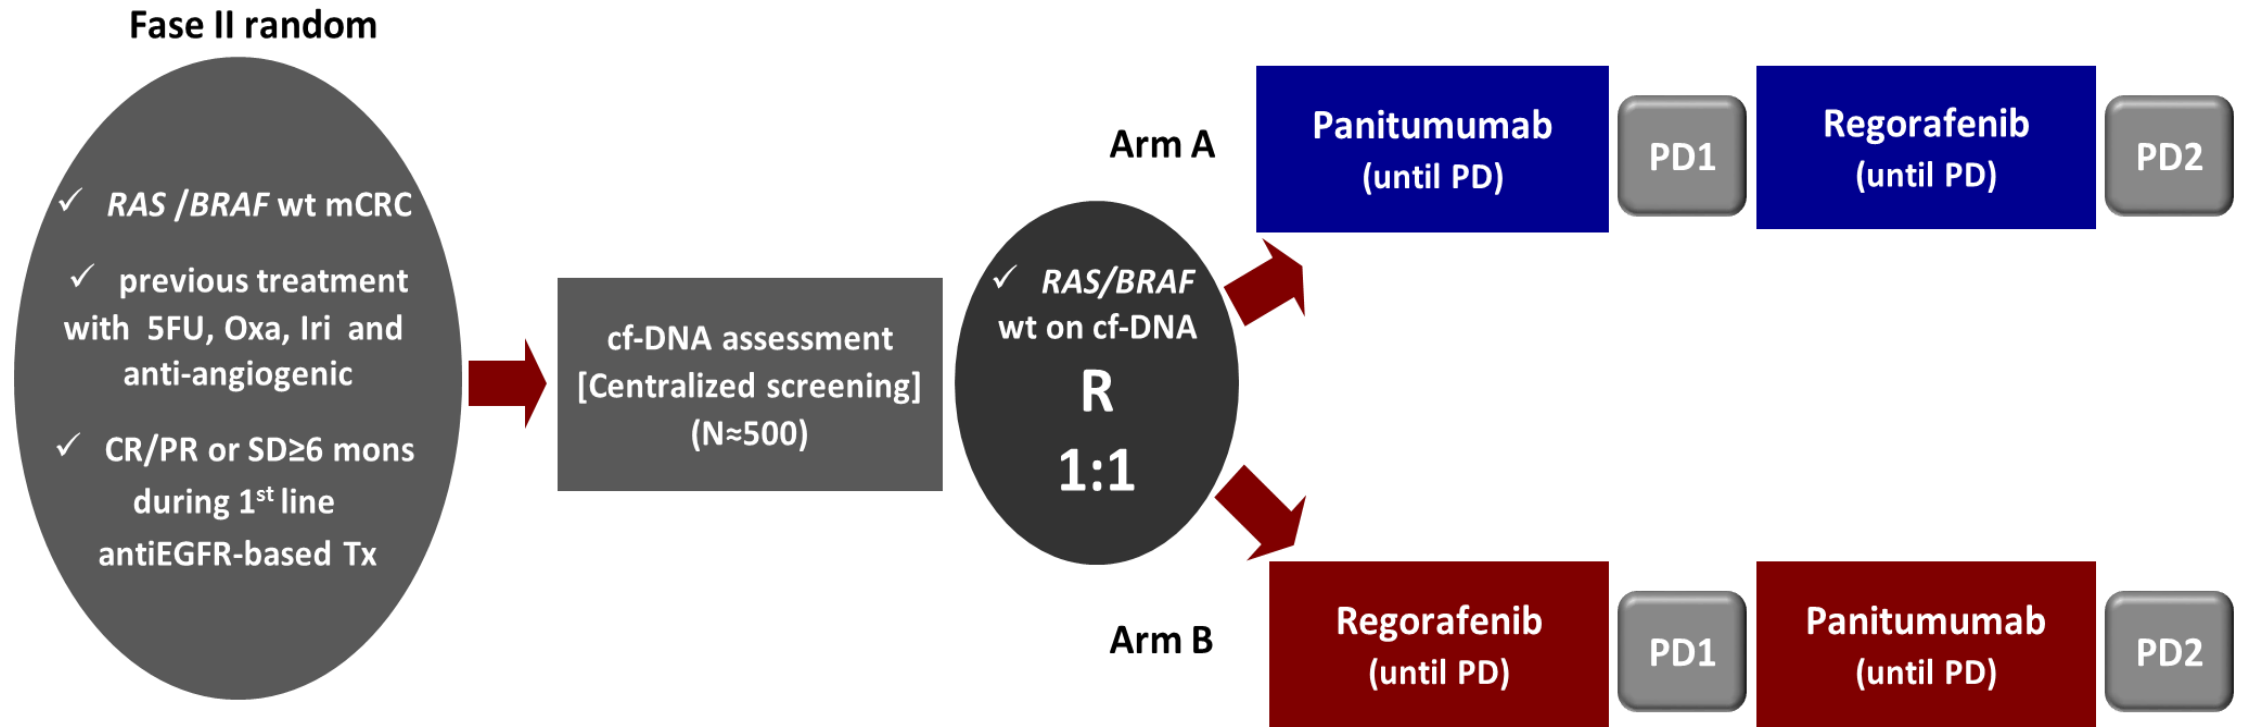 Fase II random
✓ RAS /BRAF wt mCRC
✓ previous treatment
with 5FU, Oxa, Iri and
anti-angiogenic
✓ CR/PR or SD≥6 mons
during 1st line
antiEGFR-based Tx
cf-DNA assessment
[Centralized screening]
(N≈500)
✓ RAS/BRAF
wt on cf-DNA
R
1:1
Arm A
Panitumumab
(until PD)
PD1
Regorafenib
(until PD)
PD2
Arm B
Regorafenib
(until PD)
PD1
Panitumumab
(until PD)
PD2